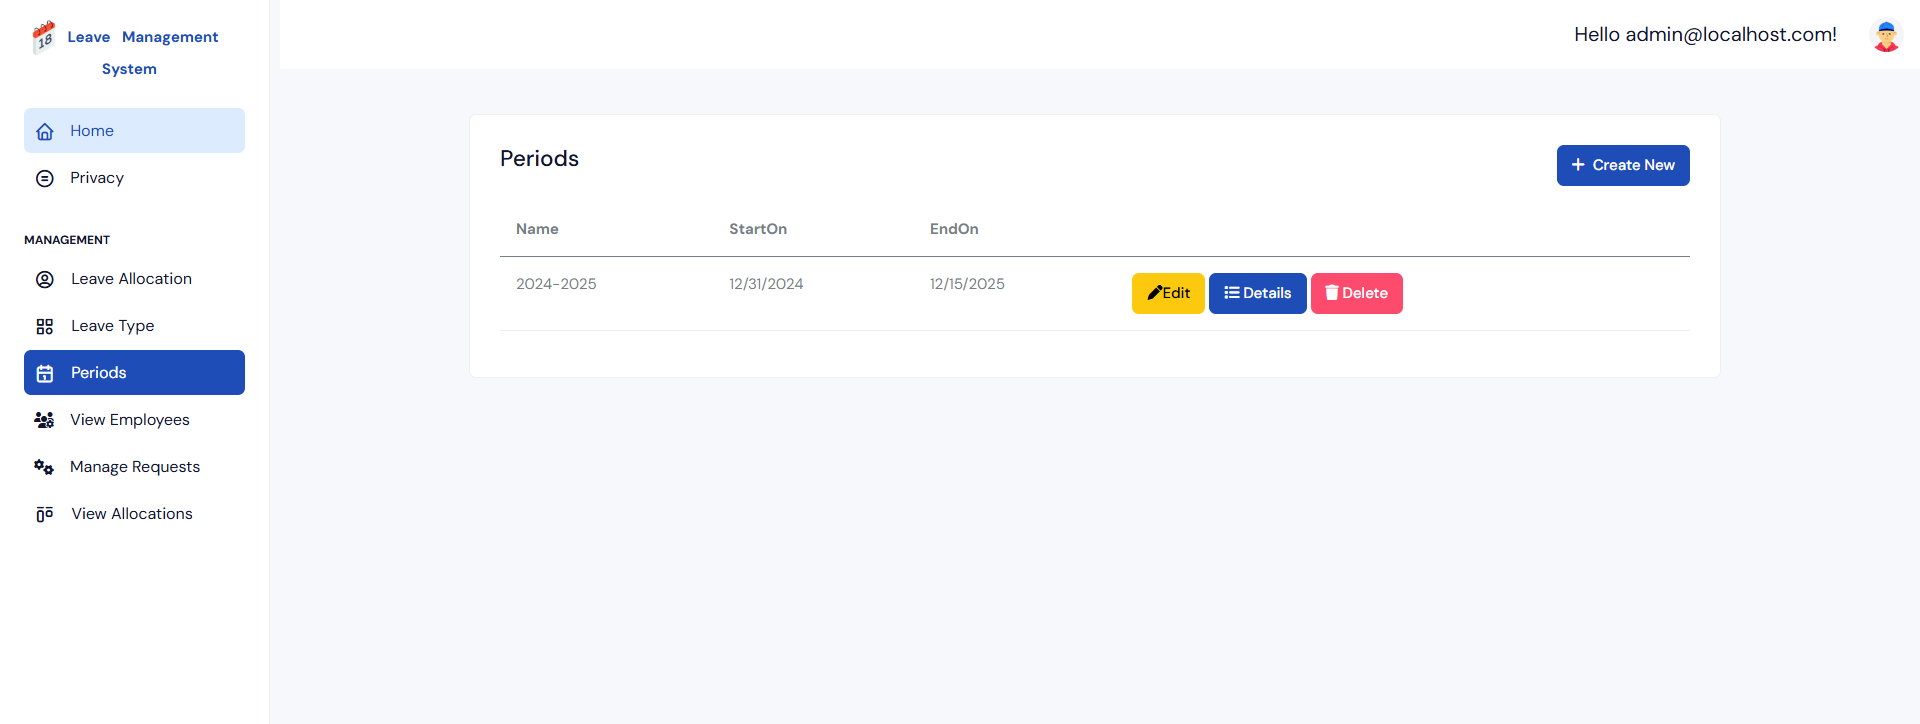 Leave Management
System
Hello admin@localhost.com!
Home
Privacy
MANAGEMENT
Leave Allocation
Leave Type
Periods
View Employees
Manage Requests
View Allocations
Periods
Create New
Name StartOn EndOn
2024-2025 12/31/2024 12/15/2025 Edit Details Delete